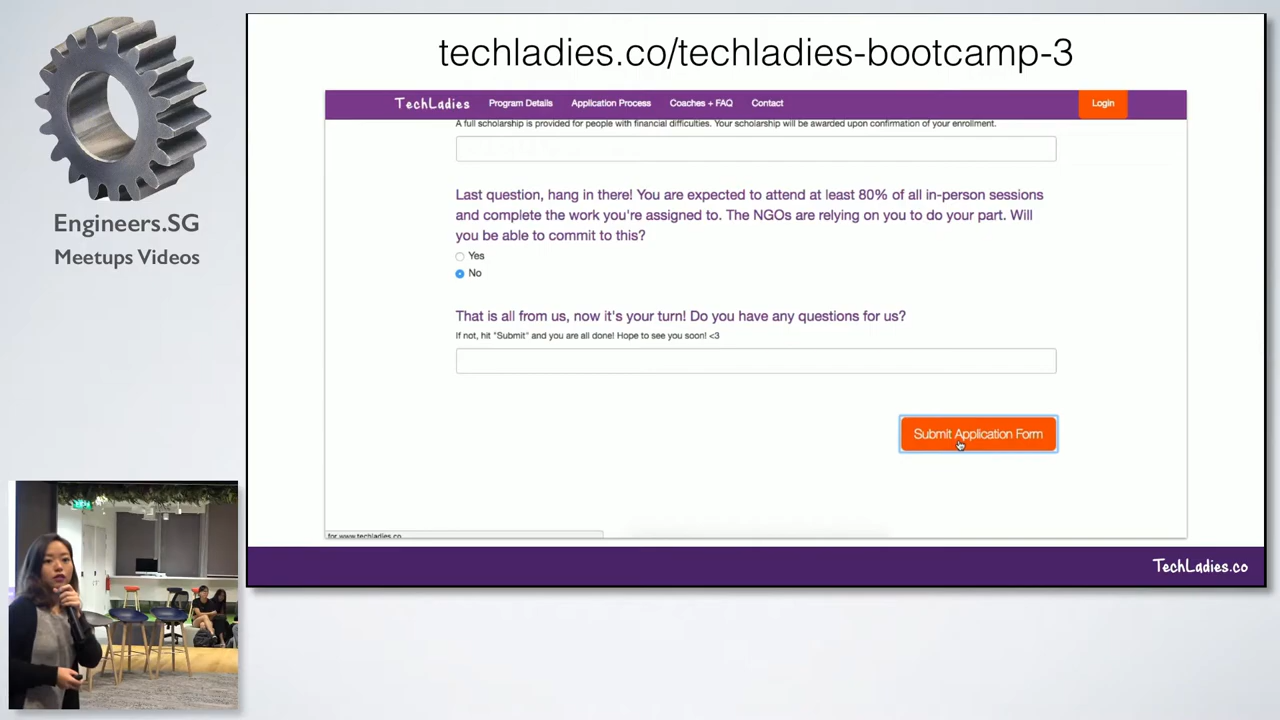 techladies.co/techladies-bootcamp-3
TechLadies Program Details Application Process Coaches + FAQ Contact Login
A full scholarship is provided for people with financial difficulties. Your scholarship will be awarded upon confirmation of your enrollment.
Last question, hang in there! You are expected to attend at least 80% of all in-person sessions
and complete the work you're assigned to. The NGOs are relying on you to do your part. Will
you be able to commit to this?
Yes
No
That is all from us, now it's your turn! Do you have any questions for us?
If not, hit "Submit" and you are all done! Hope to see you soon! <3
Submit Application Form
for www.techladies.co
TechLadies.co
Engineers.SG
Meetups Videos